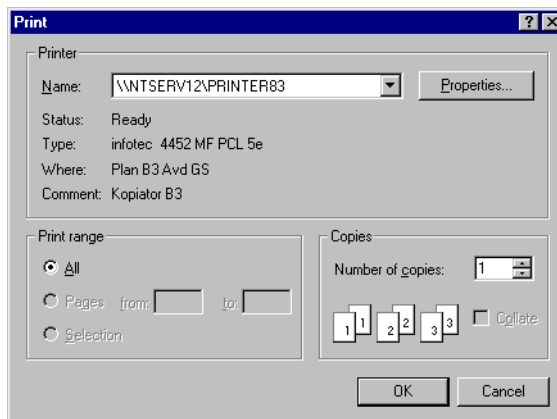 Print
Printer
Name: \\NTSERV12\PRINTER83 Properties...
Status: Ready
Type: infotec 4452 MF PCL 5e
Where: Plan B3 Avd GS
Comment: Kopiator B3
Print range
All
Pages from: to:
Selection
Copies
Number of copies: 1
1 1 2 2 3 3 Collate
OK Cancel